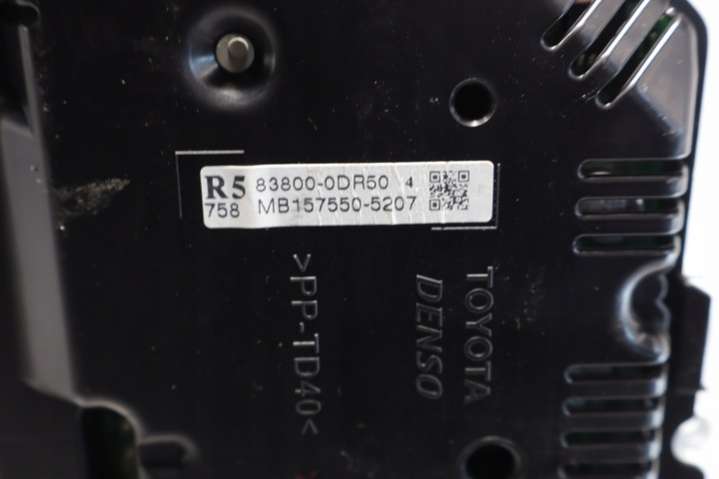 R5 83800-0DR50 4
758 MB157550-5207
>PP-TD40<
TOYOTA
DENSO